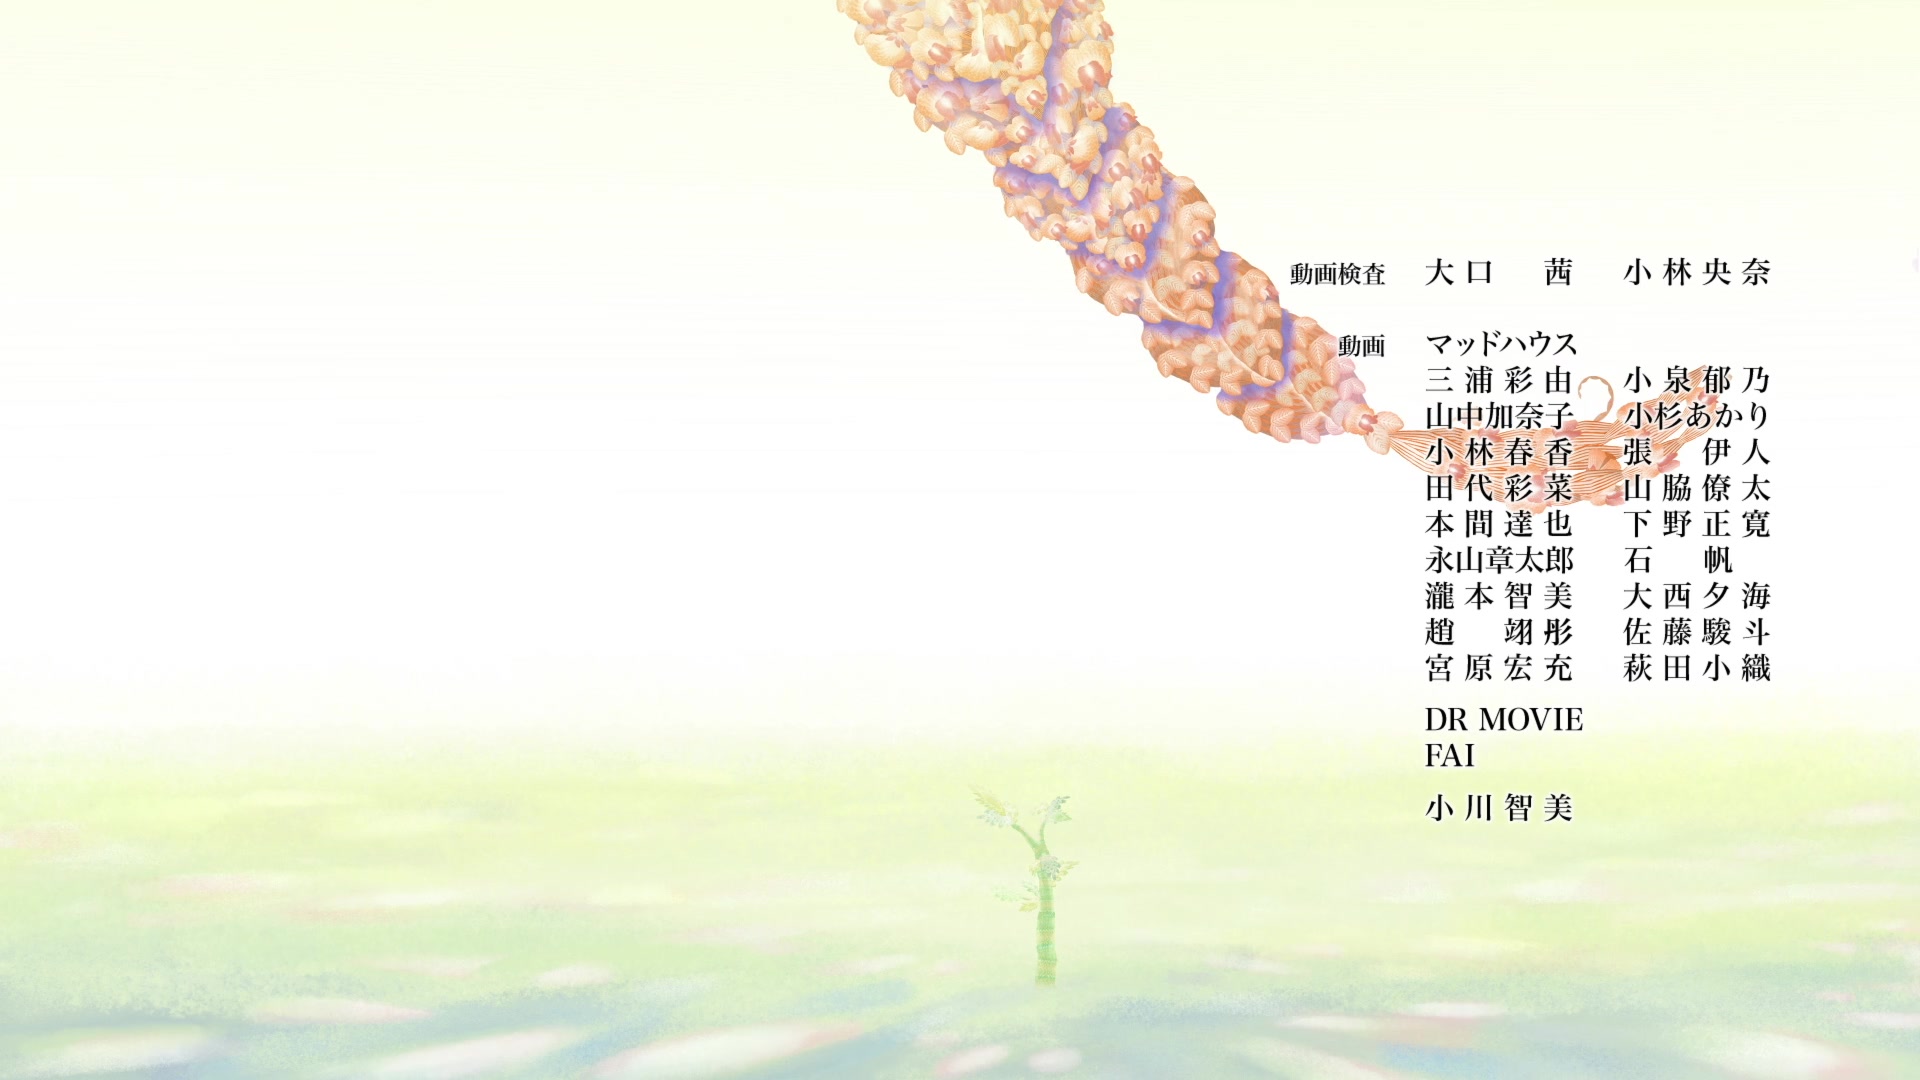 動画検査 大口 茜 小林央奈
動画 マッドハウス
三浦彩由 小泉郁乃
山中加奈子 小杉あかり
小林春香 張 伊人
田代彩菜 山脇僚太
本間達也 下野正寛
永山章太郎 石 帆
瀧本智美 大西夕海
趙 翊彤 佐藤駿斗
宮原宏充 萩田小織
DR MOVIE
FAI
小川智美